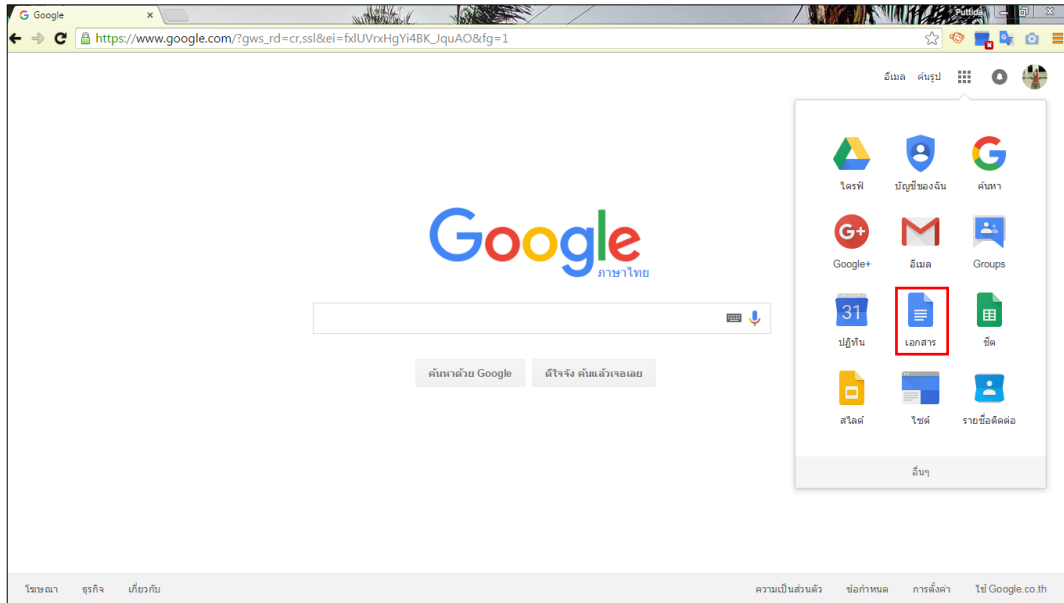 Google
Puttida
https://www.google.com/?gws_rd=cr,ssl&ei=fxlUVrxHgYi4BK_JquAO&fg=1
อีเมล ค้นรูป
ไดรฟ์ บัญชีของฉัน ค้นหา
G+
Google+ อีเมล Groups
31
ปฏิทิน เอกสาร ชีต
สไลด์ ไซต์ รายชื่อติดต่อ
อื่นๆ
Google
ภาษาไทย
ค้นหาด้วย Google ดีใจจัง ค้นแล้วเจอเลย
โฆษณา ธุรกิจ เกี่ยวกับ ความเป็นส่วนตัว ข้อกำหนด การตั้งค่า ใช้ Google.co.th